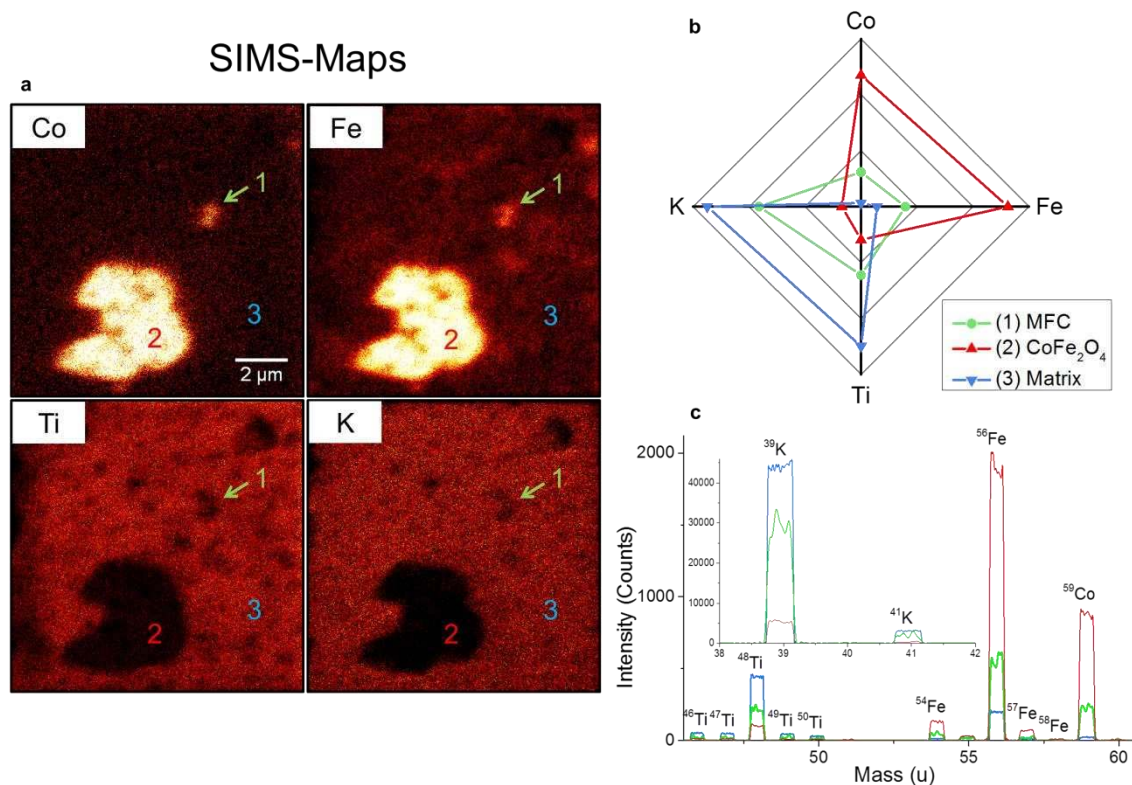 SIMS-Maps
a
Co
1
2
3
2 µm
Fe
1
2
3
Ti
1
2
3
K
1
2
3
b
Co
K
Fe
Ti
(1) MFC
(2) CoFe₂O₄
(3) Matrix
c
Intensity (Counts)
2000
1000
0
40000
30000
20000
10000
0
38 39 40 41 42
³⁹K
⁴¹K
⁴⁶Ti ⁴⁷Ti ⁴⁸Ti ⁴⁹Ti ⁵⁰Ti
⁵⁴Fe ⁵⁶Fe ⁵⁷Fe ⁵⁸Fe ⁵⁹Co
50 55 60
Mass (u)